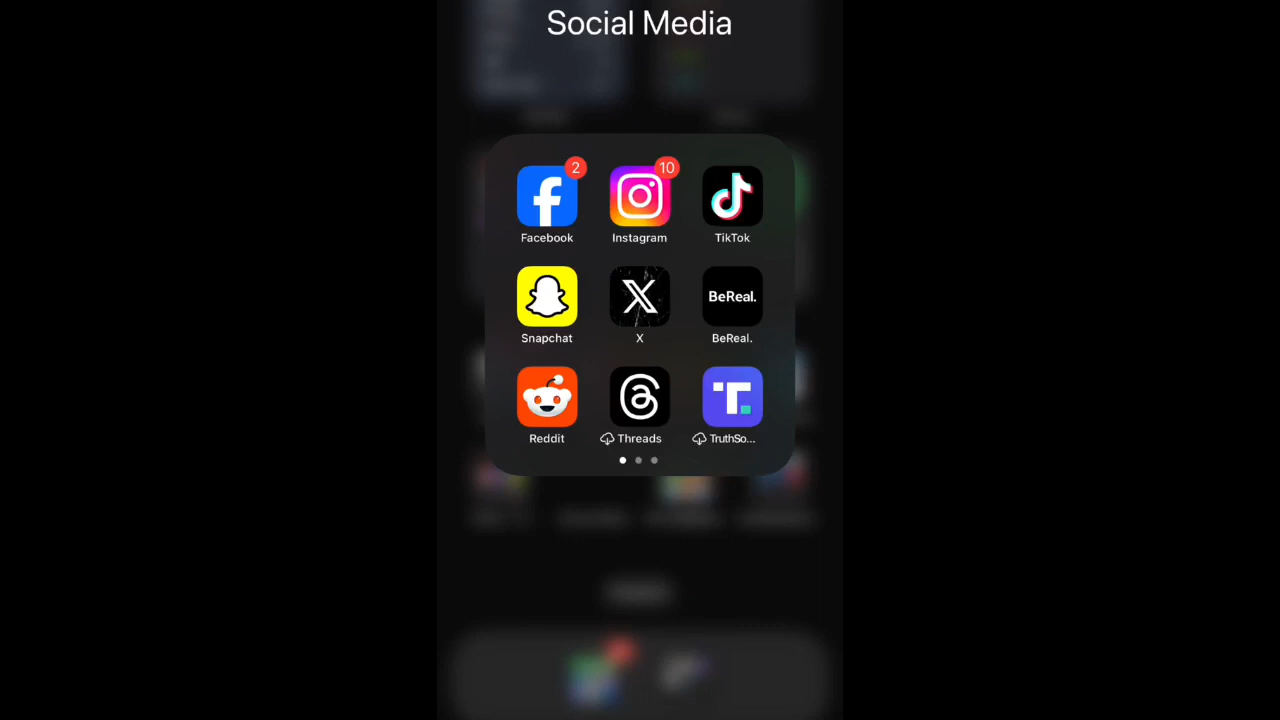 Social Media
2 10
Facebook Instagram TikTok
BeReal.
Snapchat X BeReal.
Reddit Threads TruthSo...